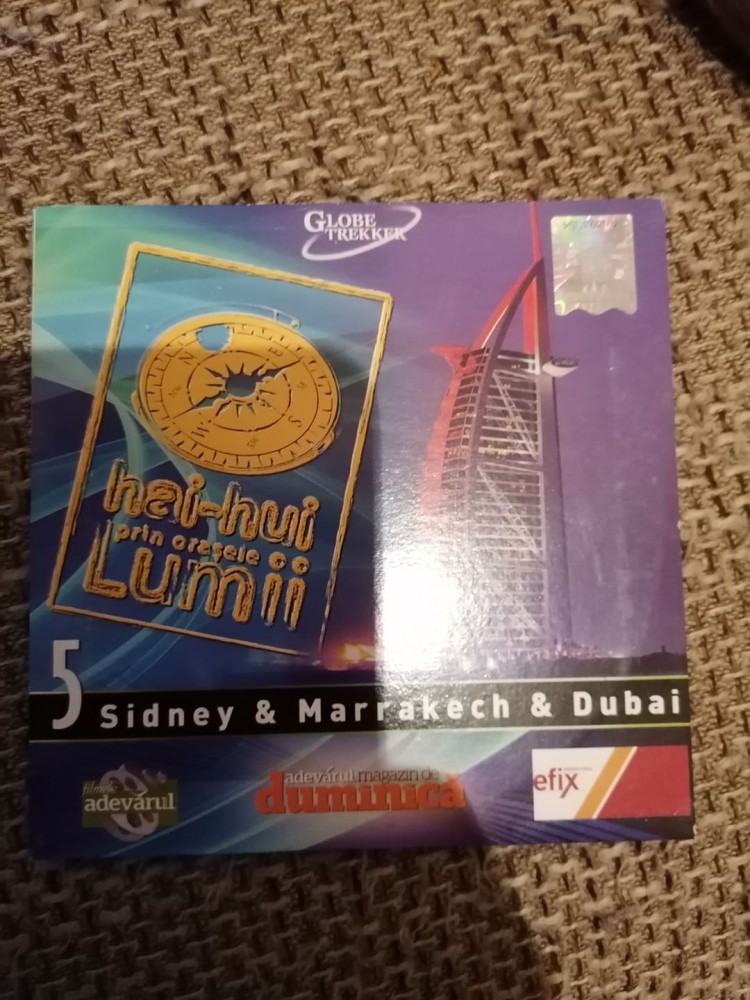 GLOBE
TREKKER
N
E
S
W
hai-hui
prin orașele
Lumii
5 Sidney & Marrakech & Dubai
filmele
adevărul
adevărul magazin de
duminică
efix